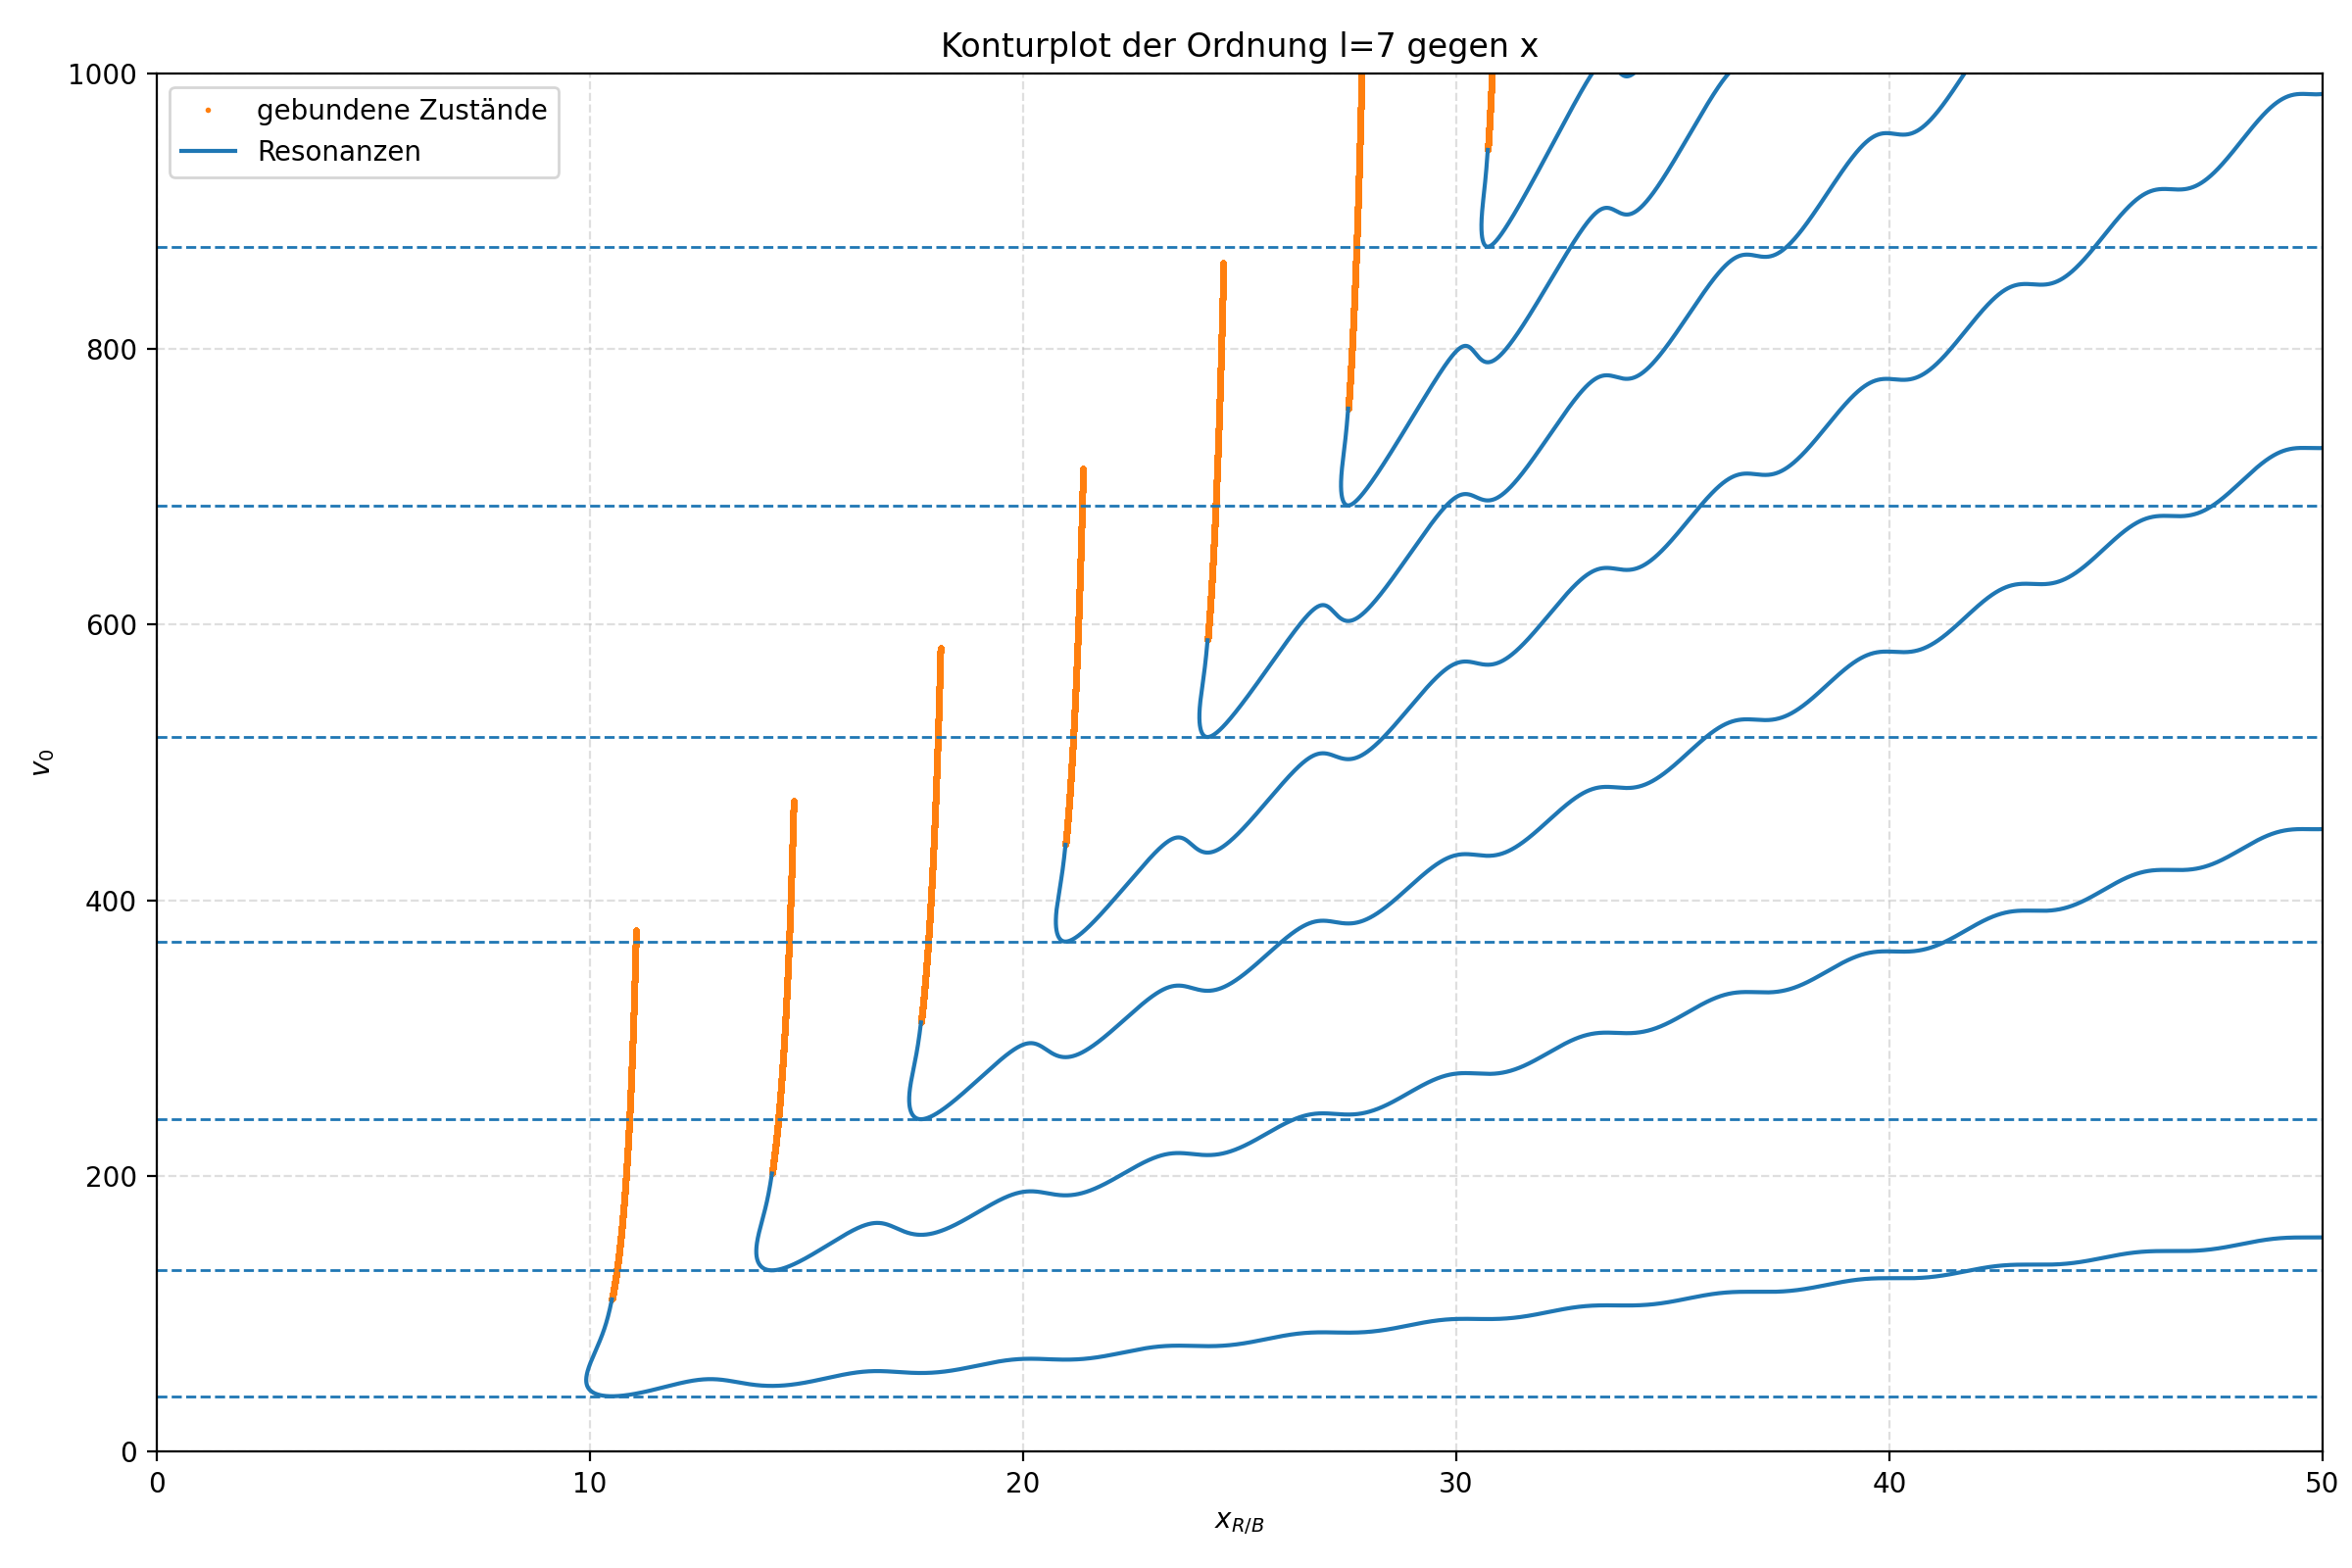 Konturplot der Ordnung l=7 gegen x
1000
800
600
400
200
0
v₀
gebundene Zustände
Resonanzen
0 10 20 30 40 50
x_{R/B}